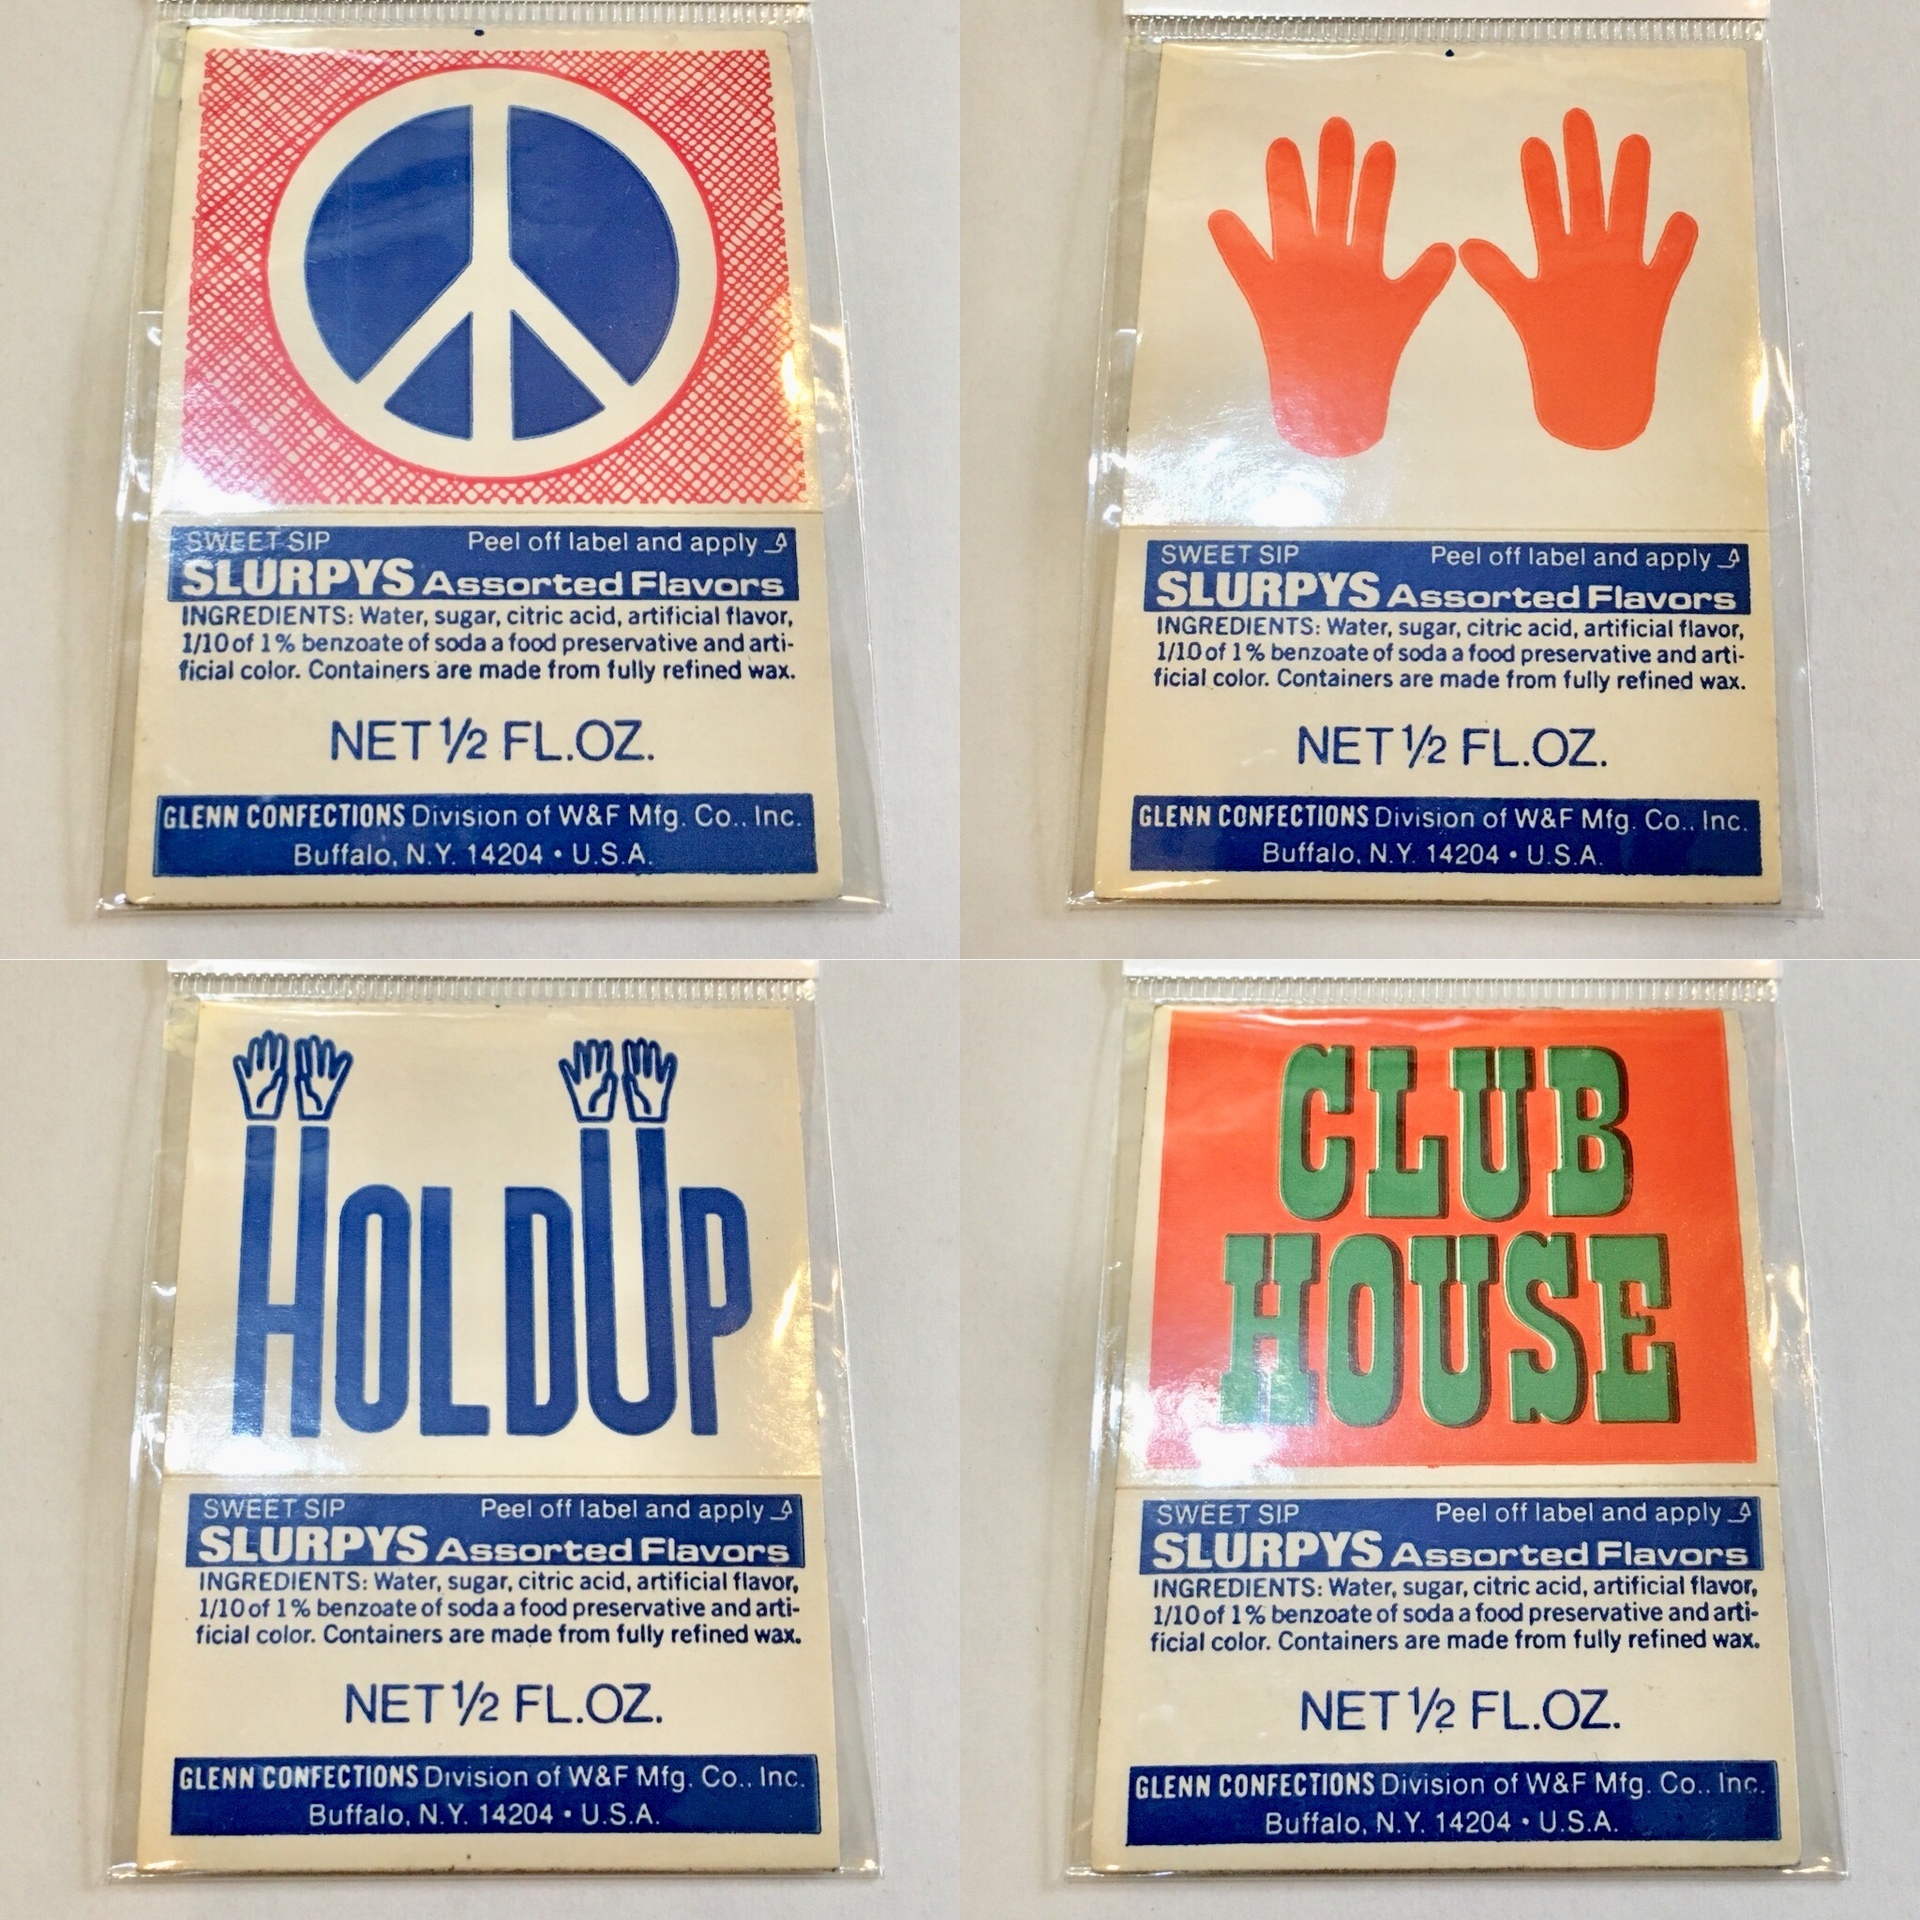 SWEET SIP Peel off label and apply
SLURPYS Assorted Flavors
INGREDIENTS: Water, sugar, citric acid, artificial flavor,
1/10 of 1% benzoate of soda a food preservative and arti-
ficial color. Containers are made from fully refined wax.
NET 1/2 FL.OZ.
GLENN CONFECTIONS Division of W&F Mfg. Co., Inc.
Buffalo, N.Y. 14204 • U.S.A.
SWEET SIP Peel off label and apply
SLURPYS Assorted Flavors
INGREDIENTS: Water, sugar, citric acid, artificial flavor,
1/10 of 1% benzoate of soda a food preservative and arti-
ficial color. Containers are made from fully refined wax.
NET 1/2 FL.OZ.
GLENN CONFECTIONS Division of W&F Mfg. Co., Inc.
Buffalo, N.Y. 14204 • U.S.A.
HOLDUP
SWEET SIP Peel off label and apply
SLURPYS Assorted Flavors
INGREDIENTS: Water, sugar, citric acid, artificial flavor,
1/10 of 1% benzoate of soda a food preservative and arti-
ficial color. Containers are made from fully refined wax.
NET 1/2 FL.OZ.
GLENN CONFECTIONS Division of W&F Mfg. Co., Inc.
Buffalo, N.Y. 14204 • U.S.A.
CLUB
HOUSE
SWEET SIP Peel off label and apply
SLURPYS Assorted Flavors
INGREDIENTS: Water, sugar, citric acid, artificial flavor,
1/10 of 1% benzoate of soda a food preservative and arti-
ficial color. Containers are made from fully refined wax.
NET 1/2 FL.OZ.
GLENN CONFECTIONS Division of W&F Mfg. Co., Inc.
Buffalo, N.Y. 14204 • U.S.A.